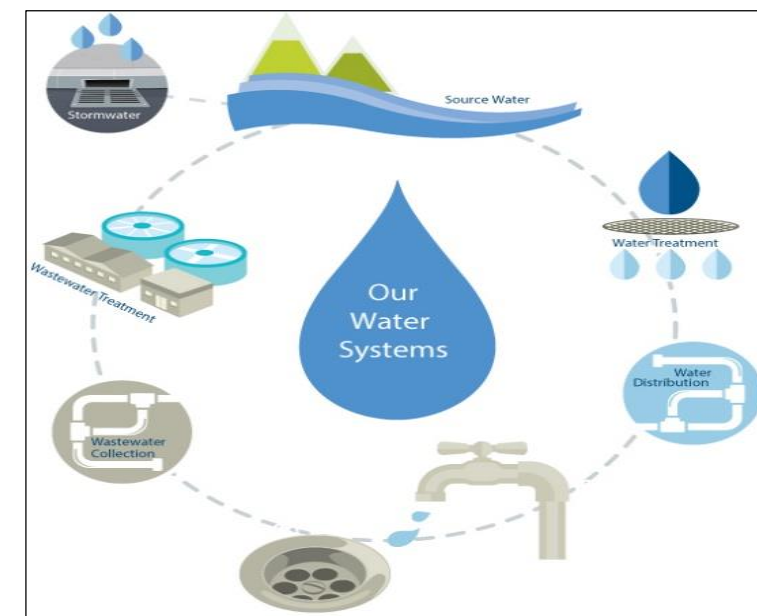 Stormwater
Source Water
Water Treatment
Wastewater Treatment
Our
Water
Systems
Water
Distribution
Wastewater
Collection